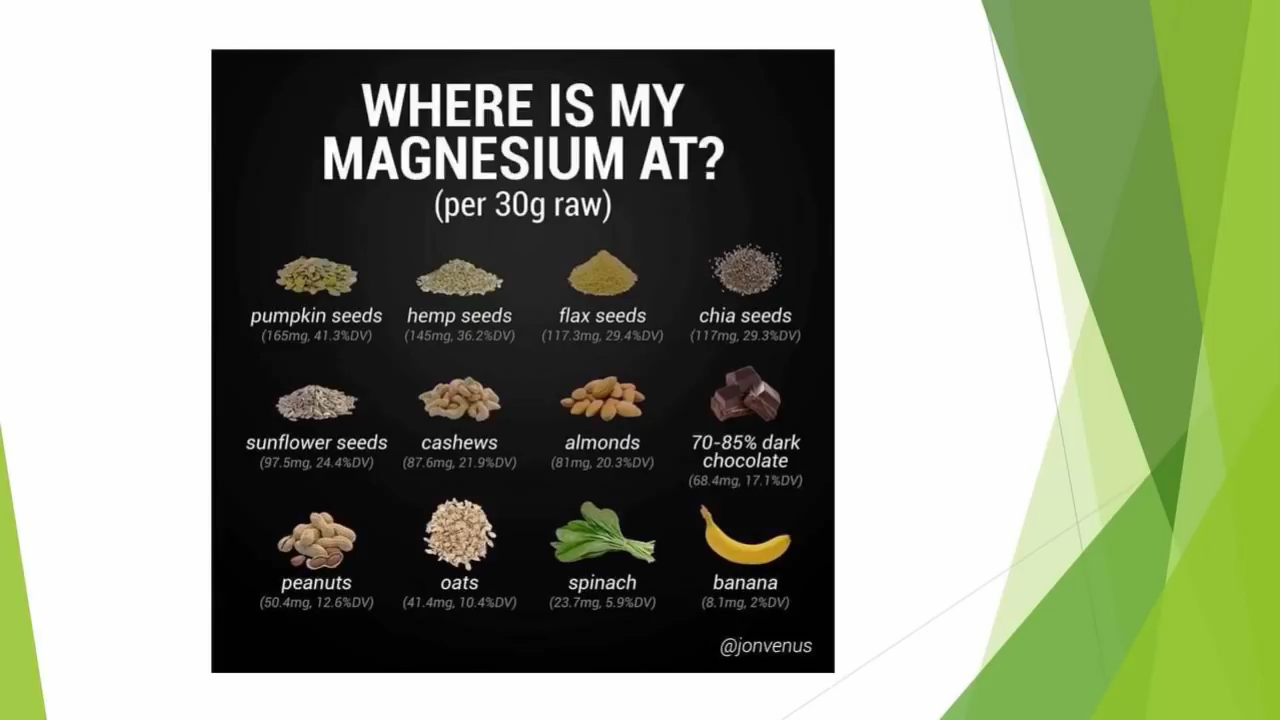 WHERE IS MY
MAGNESIUM AT?
(per 30g raw)
pumpkin seeds
(165mg, 41.3%DV)
hemp seeds
(145mg, 36.2%DV)
flax seeds
(117.3mg, 29.4%DV)
chia seeds
(117mg, 29.3%DV)
sunflower seeds
(97.5mg, 24.4%DV)
cashews
(87.6mg, 21.9%DV)
almonds
(81mg, 20.3%DV)
70-85% dark
chocolate
(68.4mg, 17.1%DV)
peanuts
(50.4mg, 12.6%DV)
oats
(41.4mg, 10.4%DV)
spinach
(23.7mg, 5.9%DV)
banana
(8.1mg, 2%DV)
@jonvenus